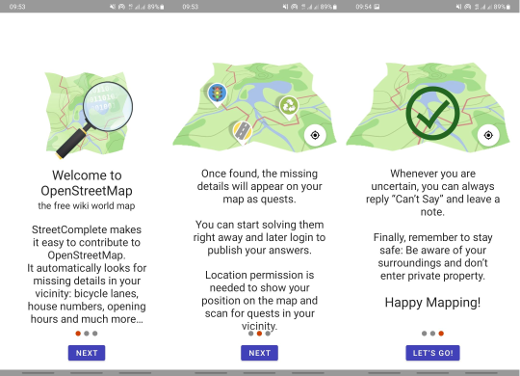 09:53
89%
Welcome to
OpenStreetMap
the free wiki world map
StreetComplete makes
it easy to contribute to
OpenStreetMap.
It automatically looks for
missing details in your
vicinity: bicycle lanes,
house numbers, opening
hours and much more...
NEXT
09:53
89%
Once found, the missing
details will appear on your
map as quests.
You can start solving them
right away and later login to
publish your answers.
Location permission is
needed to show your
position on the map and
scan for quests in your
vicinity.
NEXT
09:54
89%
Whenever you are
uncertain, you can always
reply “Can't Say” and leave a
note.
Finally, remember to stay
safe: Be aware of your
surroundings and don't
enter private property.
Happy Mapping!
LET'S GO!